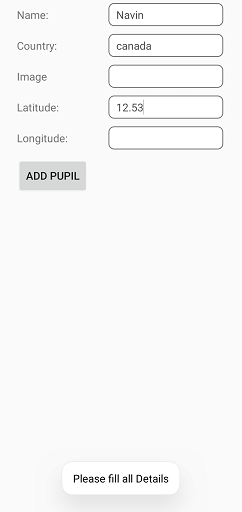 Name: Navin
Country: canada
Image
Latitude: 12.53
Longitude:
ADD PUPIL
Please fill all Details